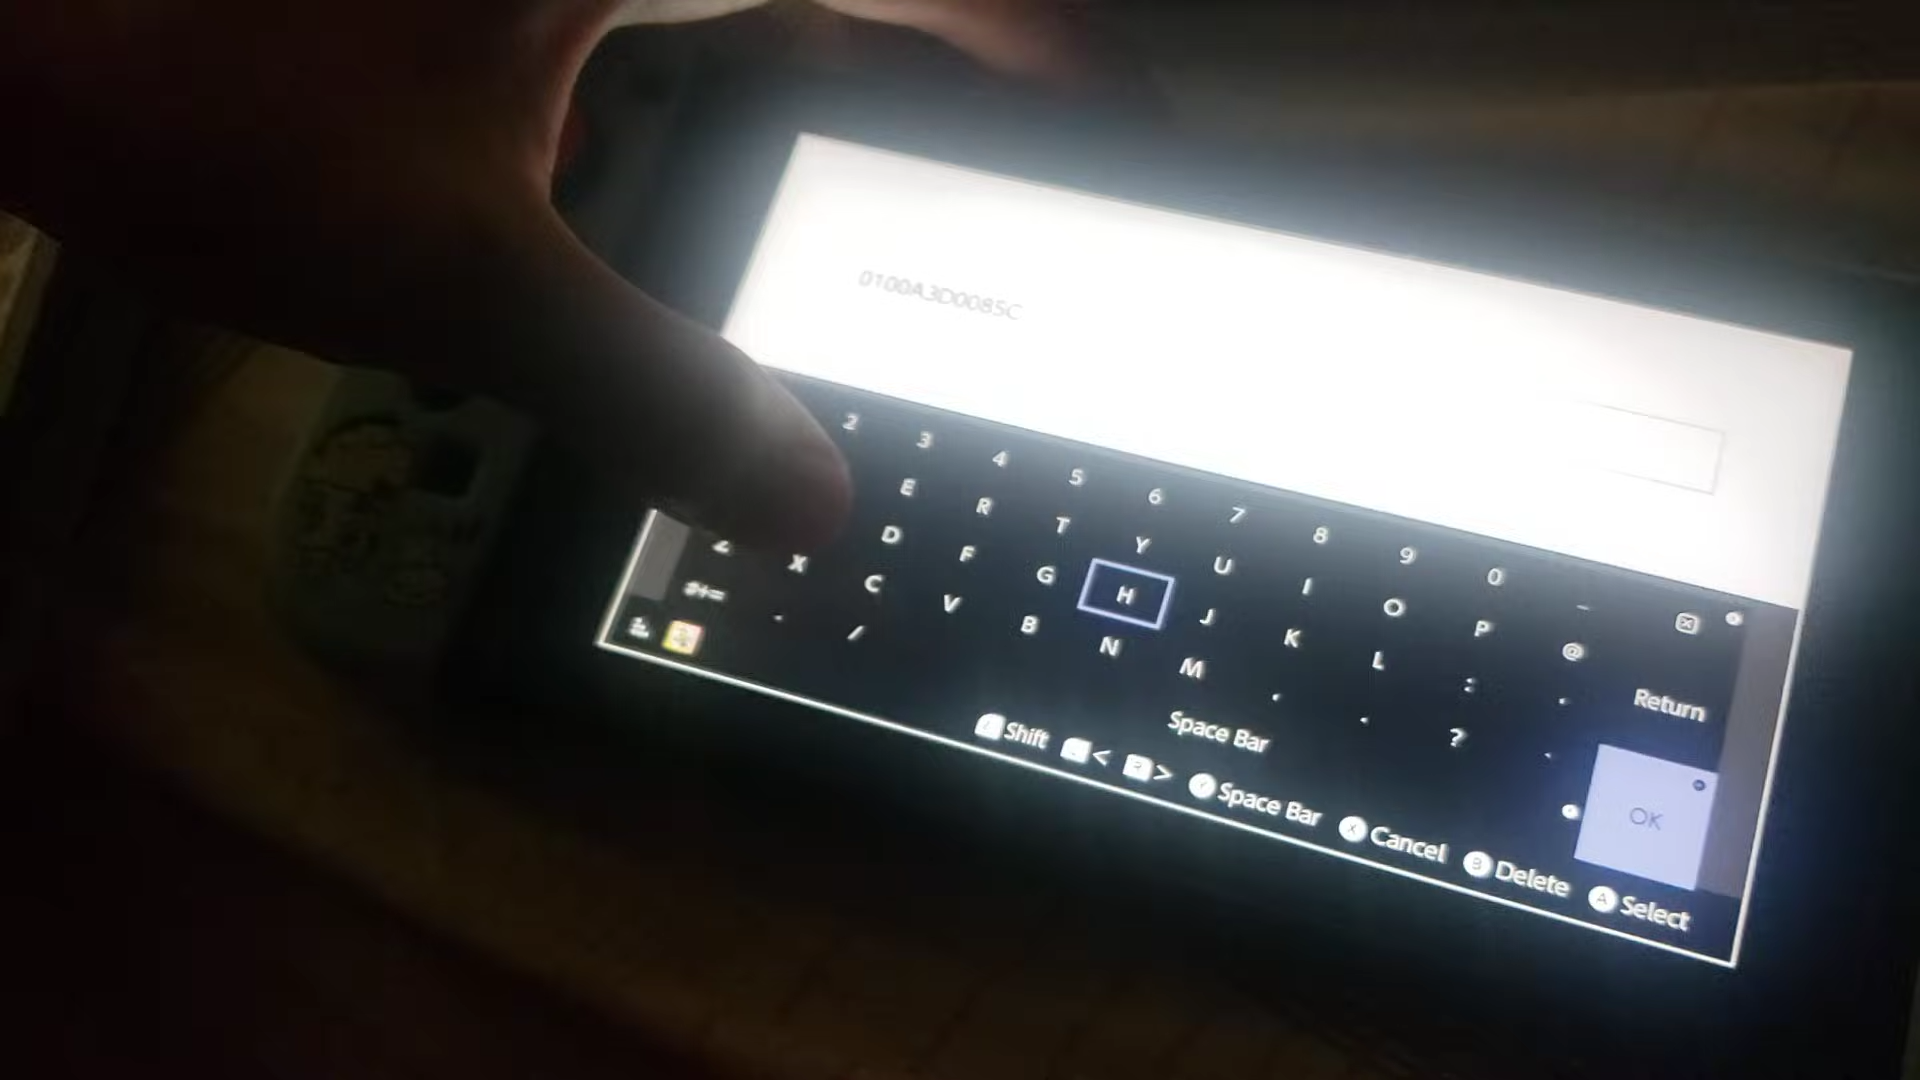 0100A3D0085C
2 3 4 5 6 7 8 9 0 -
E R T Y U I O P @
D F G H J K L : '
Z X C V B N M , . ? Return
#+= /
Space Bar OK
Shift < > Y Space Bar X Cancel B Delete A Select